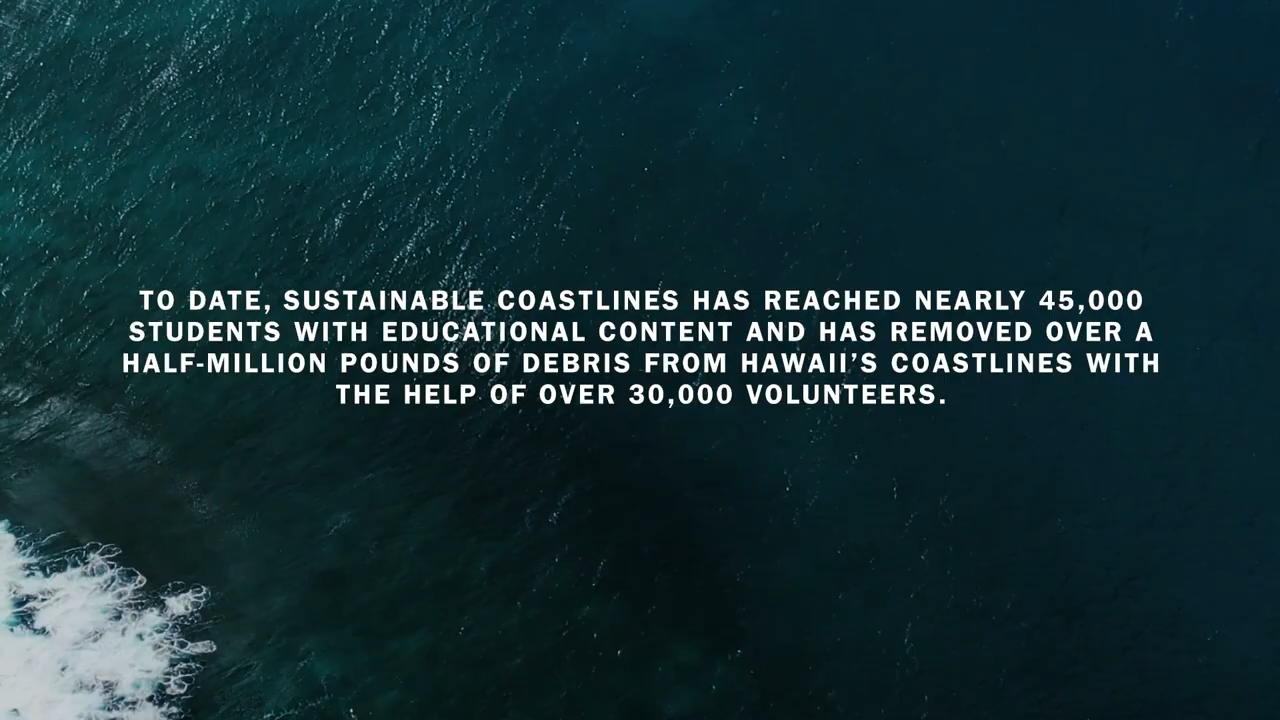 TO DATE, SUSTAINABLE COASTLINES HAS REACHED NEARLY 45,000
STUDENTS WITH EDUCATIONAL CONTENT AND HAS REMOVED OVER A
HALF-MILLION POUNDS OF DEBRIS FROM HAWAII’S COASTLINES WITH
THE HELP OF OVER 30,000 VOLUNTEERS.